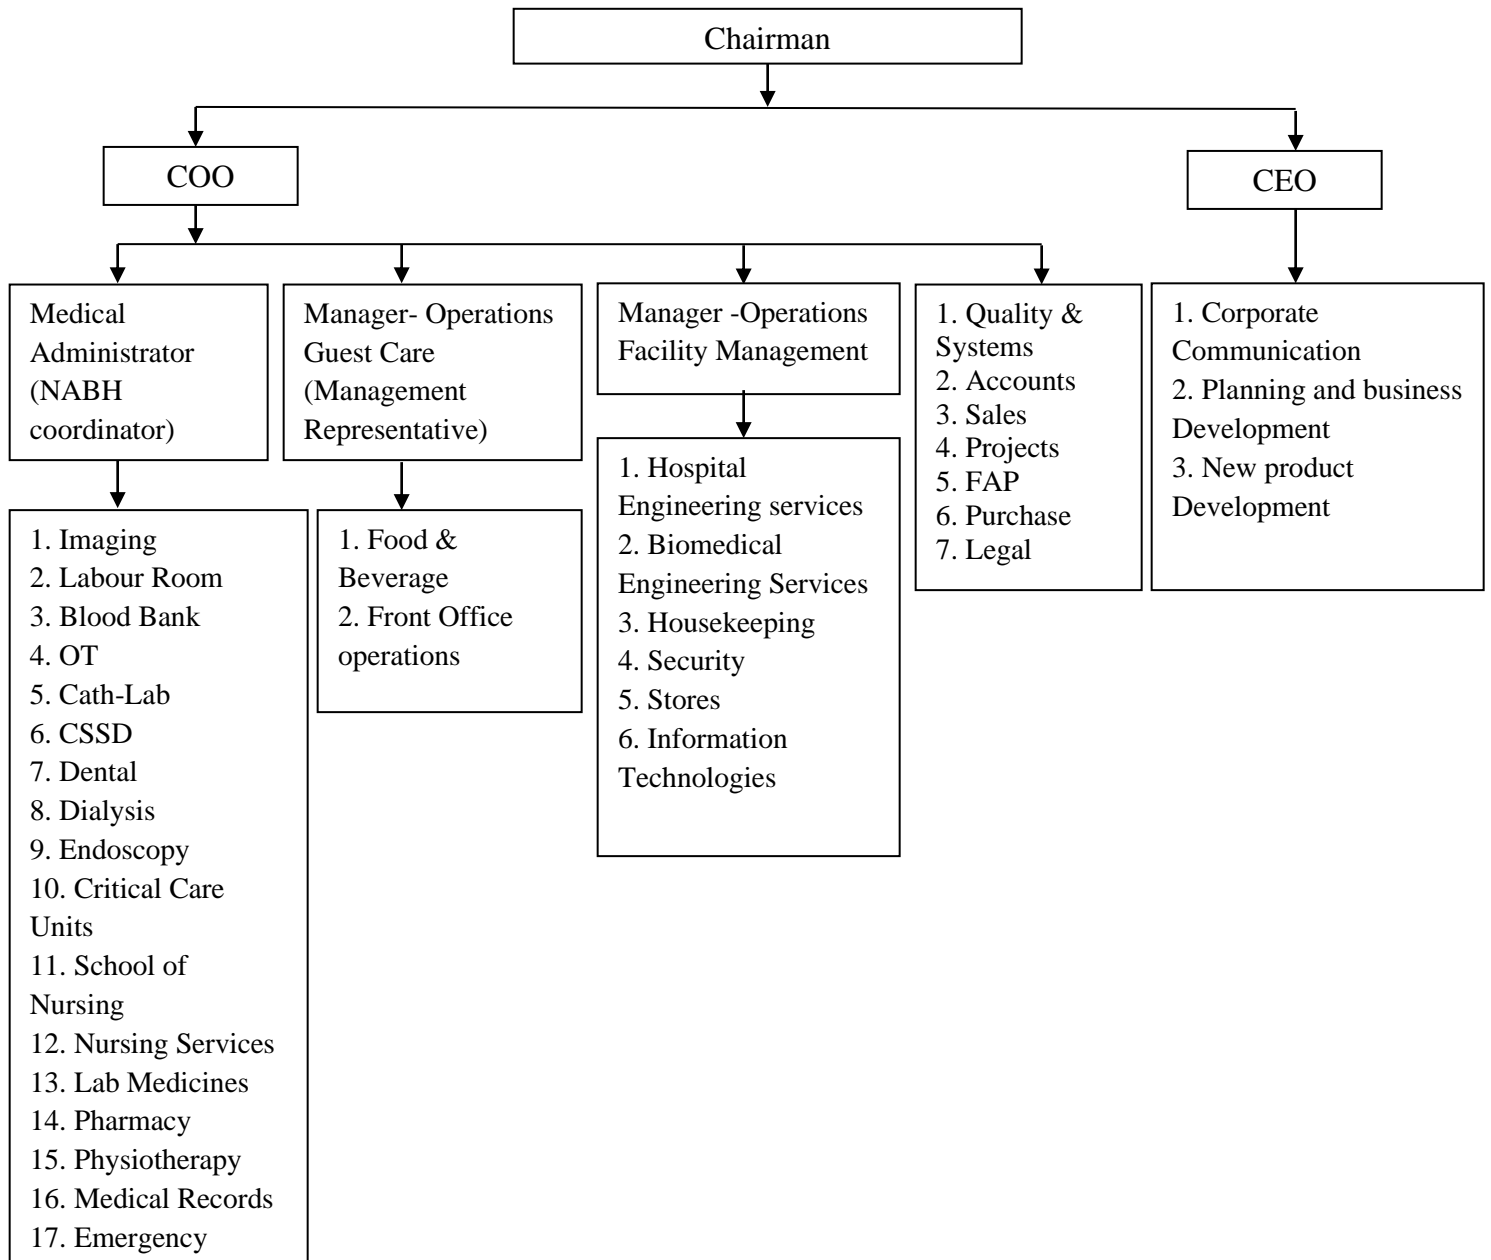 Chairman
COO
CEO
Medical
Administrator
(NABH
coordinator)
Manager- Operations
Guest Care
(Management
Representative)
Manager -Operations
Facility Management
1. Quality &
Systems
2. Accounts
3. Sales
4. Projects
5. FAP
6. Purchase
7. Legal
1. Corporate
Communication
2. Planning and business
Development
3. New product
Development
1. Imaging
2. Labour Room
3. Blood Bank
4. OT
5. Cath-Lab
6. CSSD
7. Dental
8. Dialysis
9. Endoscopy
10. Critical Care
Units
11. School of
Nursing
12. Nursing Services
13. Lab Medicines
14. Pharmacy
15. Physiotherapy
16. Medical Records
17. Emergency
1. Food &
Beverage
2. Front Office
operations
1. Hospital
Engineering services
2. Biomedical
Engineering Services
3. Housekeeping
4. Security
5. Stores
6. Information
Technologies